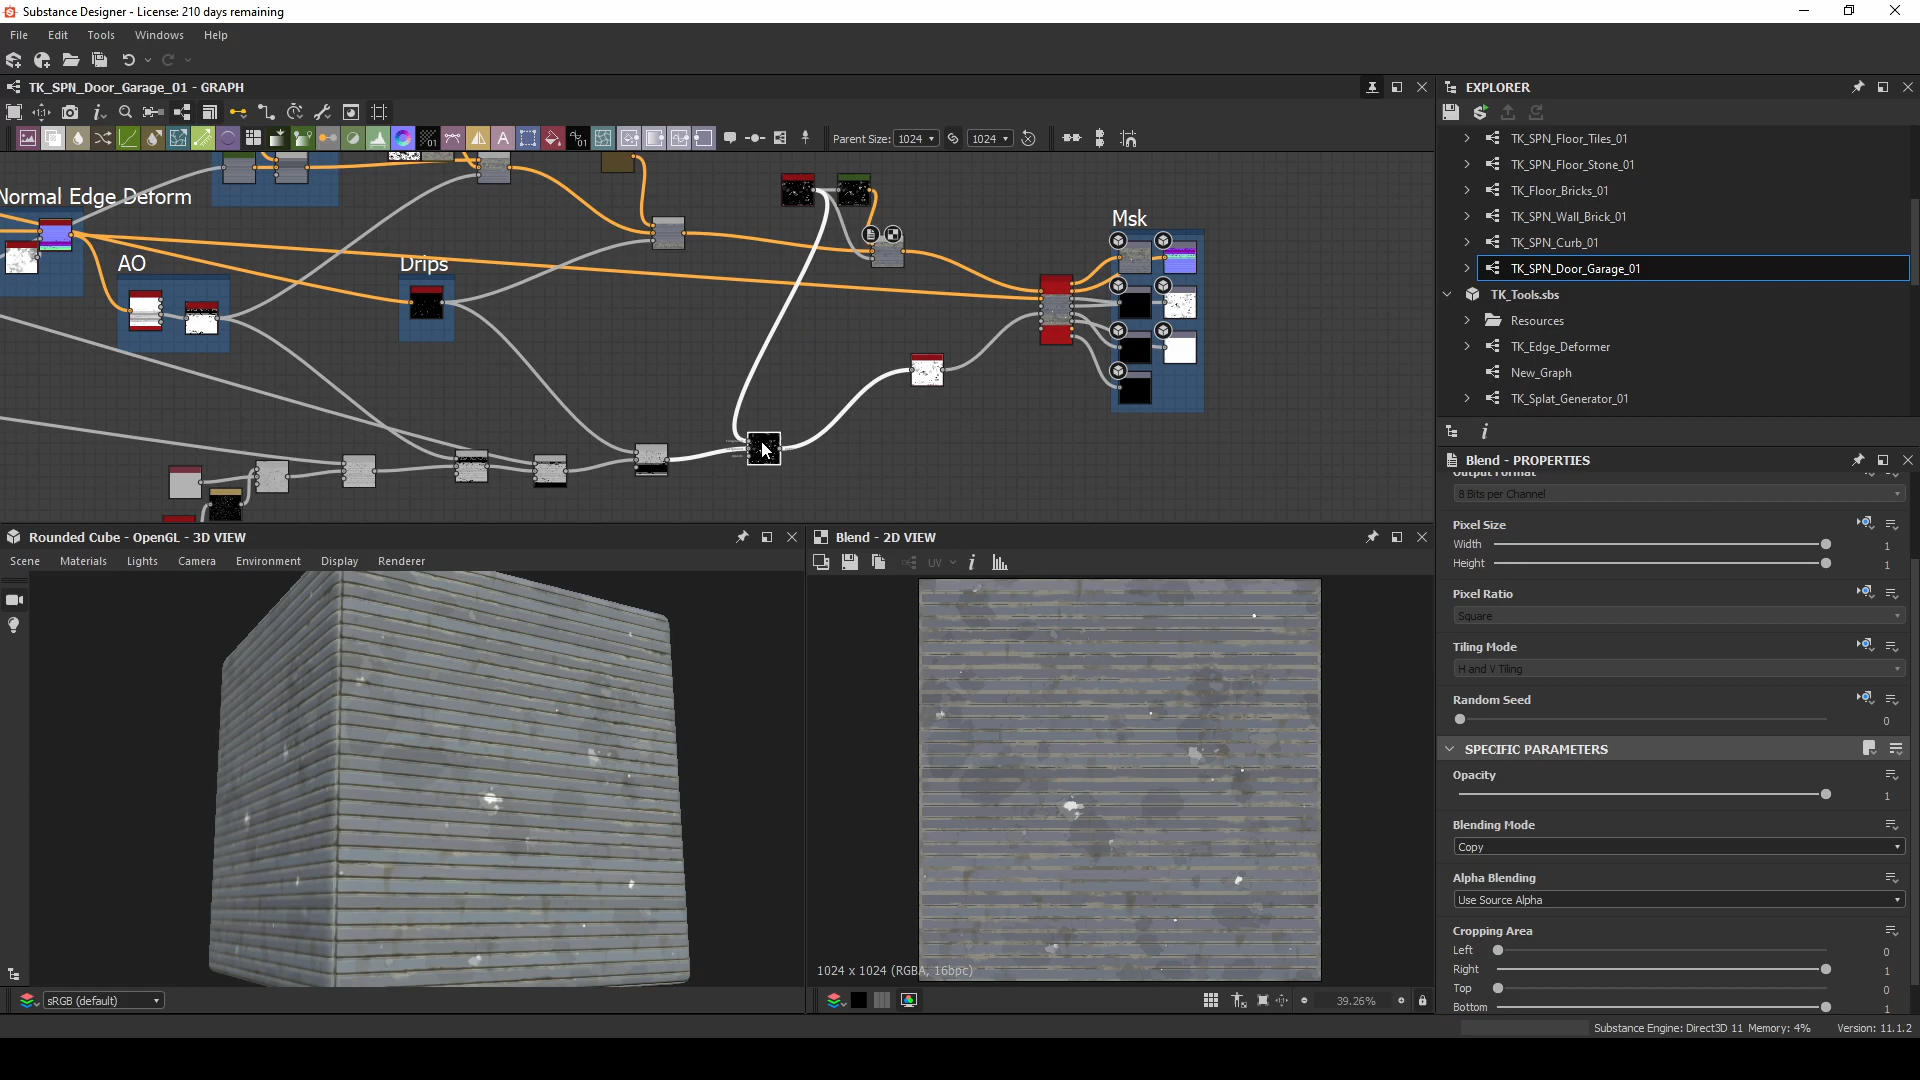 Substance Designer - License: 210 days remaining
File Edit Tools Windows Help
TK_SPN_Door_Garage_01 - GRAPH
Parent Size: 1024 1024
Normal Edge Deform
AO
Drips
Msk
EXPLORER
TK_SPN_Floor_Tiles_01
TK_SPN_Floor_Stone_01
TK_Floor_Bricks_01
TK_SPN_Wall_Brick_01
TK_SPN_Curb_01
TK_SPN_Door_Garage_01
TK_Tools.sbs
Resources
TK_Edge_Deformer
New_Graph
TK_Splat_Generator_01
Blend - PROPERTIES
Output Format
8 Bits per Channel
Pixel Size
Width 1
Height 1
Pixel Ratio
Square
Tiling Mode
H and V Tiling
Random Seed
0
SPECIFIC PARAMETERS
Opacity
1
Blending Mode
Copy
Alpha Blending
Use Source Alpha
Cropping Area
Left 0
Right 1
Top 0
Bottom 1
Rounded Cube - OpenGL - 3D VIEW
Scene Materials Lights Camera Environment Display Renderer
sRGB (default)
Blend - 2D VIEW
UV
1024 x 1024 (RGBA, 16bpc)
39.26%
Substance Engine: Direct3D 11 Memory: 4% Version: 11.1.2